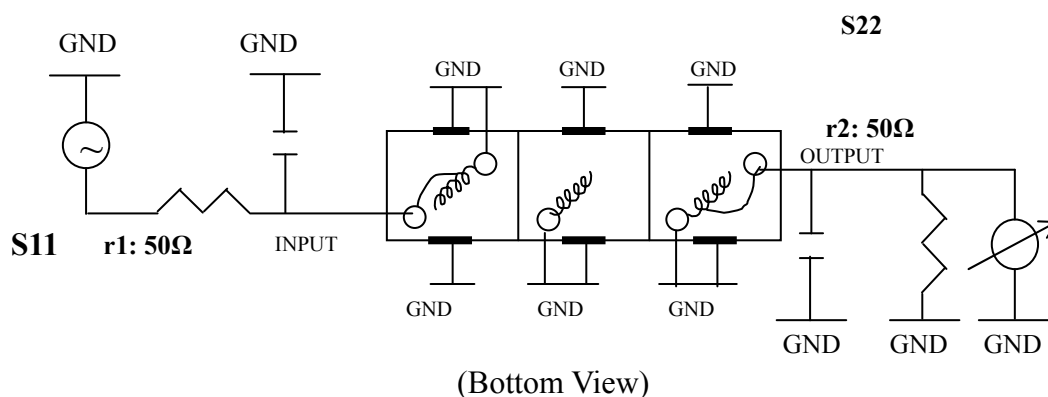 S22
GND
GND
GND
GND
GND
r2: 50Ω
OUTPUT
~
S11
r1: 50Ω
INPUT
GND
GND
GND
GND
GND
GND
(Bottom View)